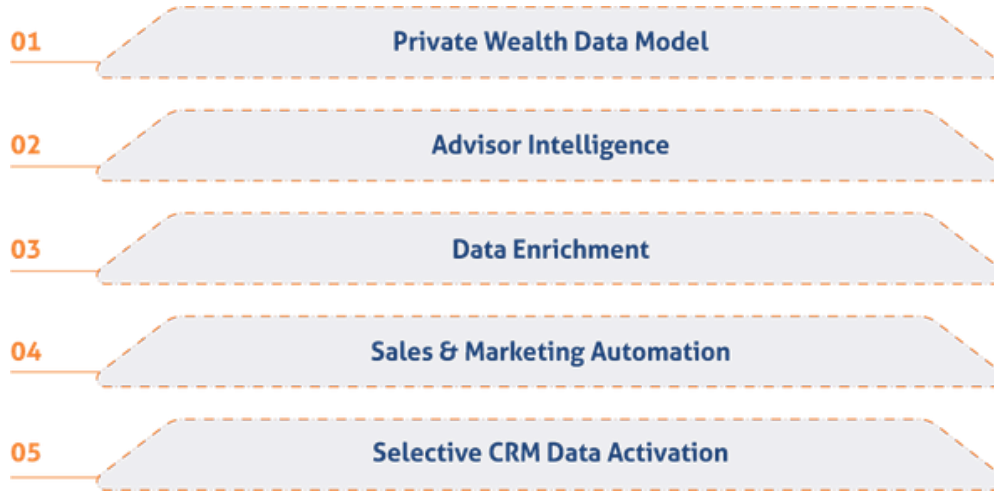 01
Private Wealth Data Model
02
Advisor Intelligence
03
Data Enrichment
04
Sales & Marketing Automation
05
Selective CRM Data Activation